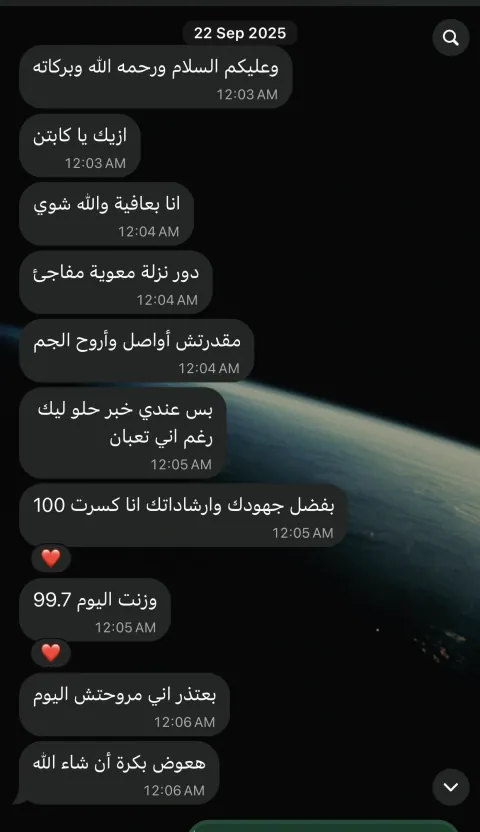 22 Sep 2025
وعليكم السلام ورحمه الله وبركاته
12:03 AM
ازيك يا كابتن
12:03 AM
انا بعافية والله شوي
12:04 AM
دور نزلة معوية مفاجئ
12:04 AM
مقدرتش أواصل وأروح الجم
12:04 AM
بس عندي خبر حلو ليك
رغم اني تعبان
12:05 AM
بفضل جهودك وارشاداتك انا كسرت 100
12:05 AM
❤️
وزنت اليوم 99.7
12:05 AM
❤️
بعتذر اني مروحتش اليوم
12:06 AM
هعوض بكرة أن شاء الله
12:06 AM